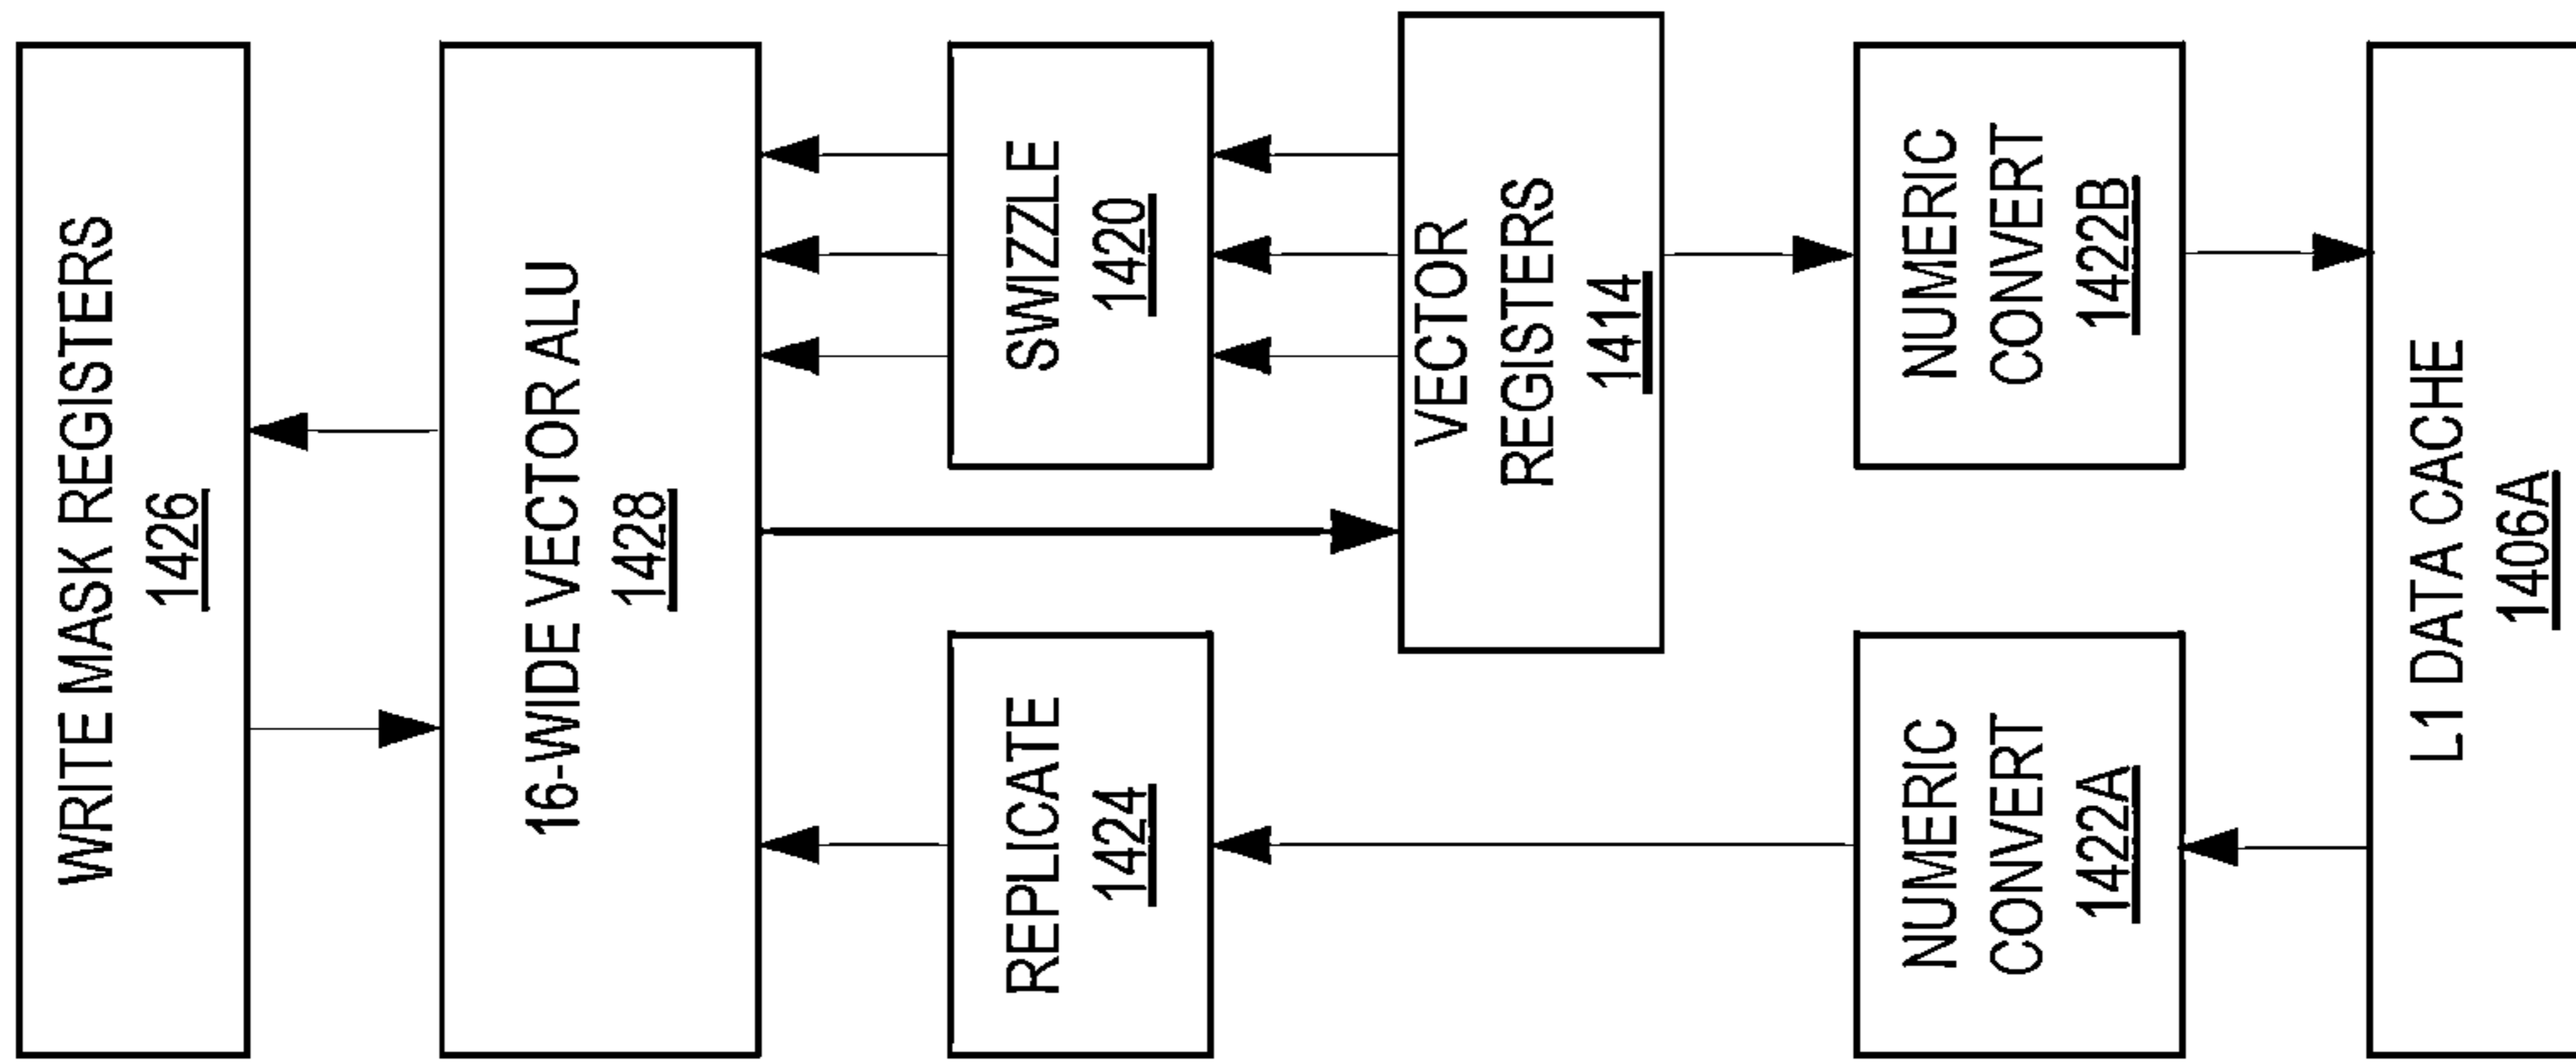 WRITE MASK REGISTERS
1426
16-WIDE VECTOR ALU
1428
REPLICATE
1424
SWIZZLE
1420
VECTOR
REGISTERS
1414
NUMERIC
CONVERT
1422A
NUMERIC
CONVERT
1422B
L1 DATA CACHE
1406A